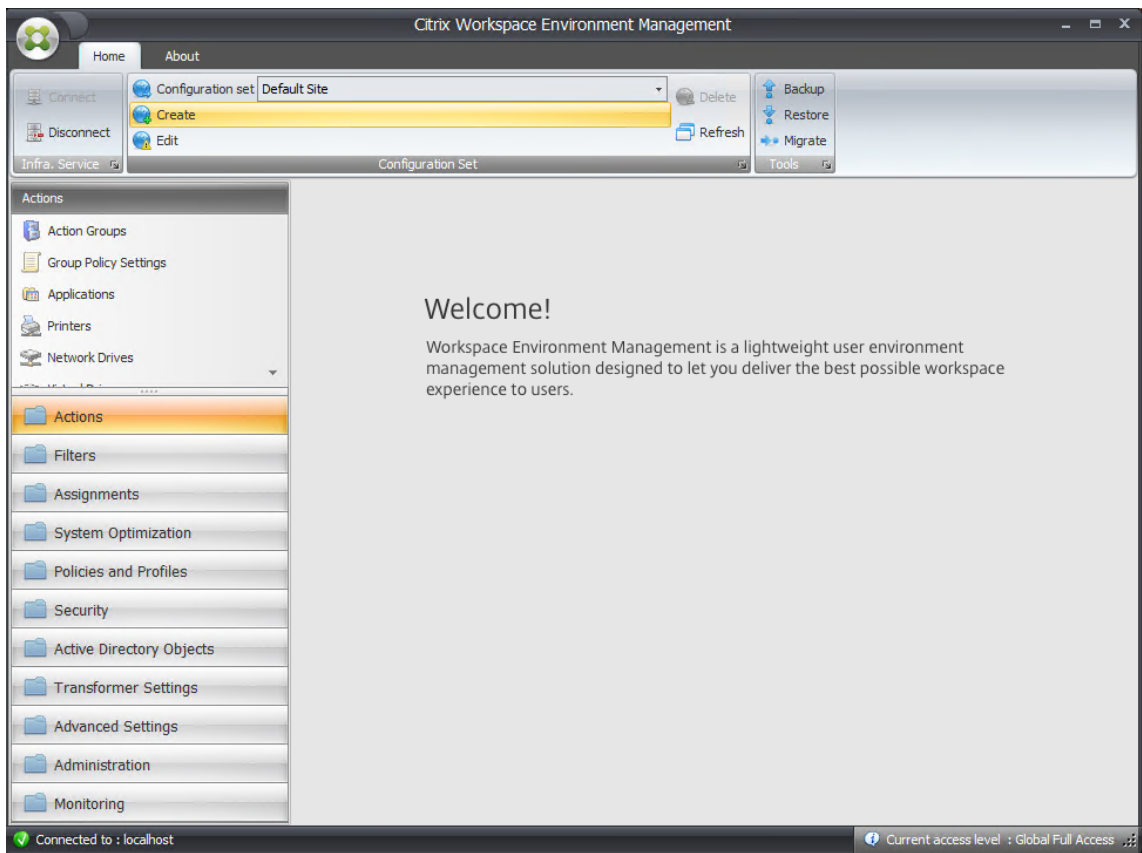 Citrix Workspace Environment Management
Home
About
Connect
Disconnect
Infra. Service
Configuration set Default Site
Create
Edit
Delete
Refresh
Configuration Set
Backup
Restore
Migrate
Tools
Actions
Action Groups
Group Policy Settings
Applications
Printers
Network Drives
Actions
Filters
Assignments
System Optimization
Policies and Profiles
Security
Active Directory Objects
Transformer Settings
Advanced Settings
Administration
Monitoring
Welcome!
Workspace Environment Management is a lightweight user environment
management solution designed to let you deliver the best possible workspace
experience to users.
Connected to : localhost
Current access level : Global Full Access